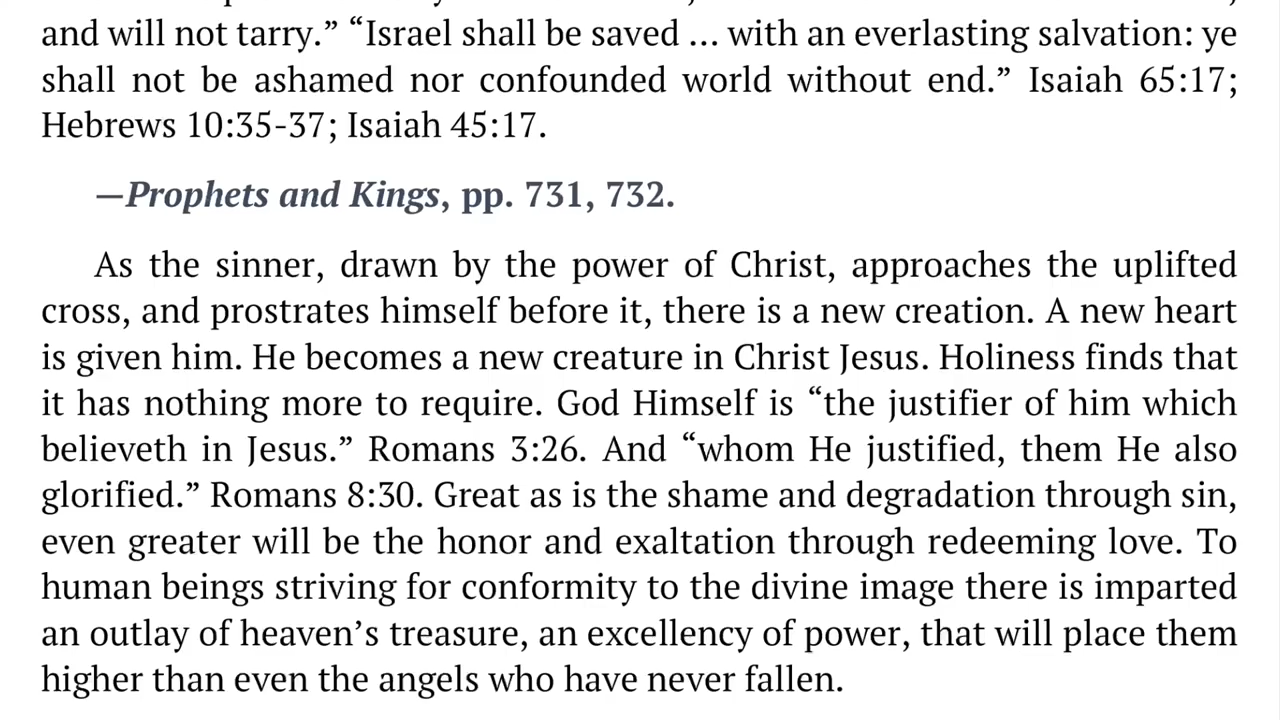 and will not tarry.” “Israel shall be saved ... with an everlasting salvation: ye
shall not be ashamed nor confounded world without end.” Isaiah 65:17;
Hebrews 10:35-37; Isaiah 45:17.
—Prophets and Kings, pp. 731, 732.
As the sinner, drawn by the power of Christ, approaches the uplifted
cross, and prostrates himself before it, there is a new creation. A new heart
is given him. He becomes a new creature in Christ Jesus. Holiness finds that
it has nothing more to require. God Himself is “the justifier of him which
believeth in Jesus.” Romans 3:26. And “whom He justified, them He also
glorified.” Romans 8:30. Great as is the shame and degradation through sin,
even greater will be the honor and exaltation through redeeming love. To
human beings striving for conformity to the divine image there is imparted
an outlay of heaven’s treasure, an excellency of power, that will place them
higher than even the angels who have never fallen.